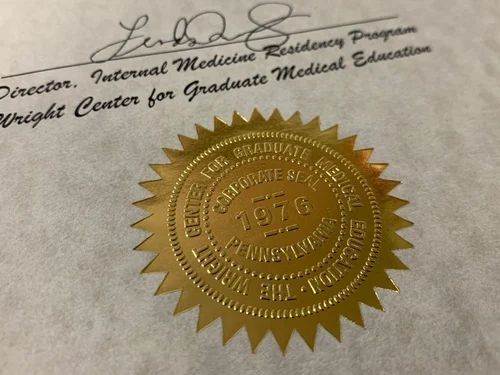 Director, Internal Medicine Residency Program
Wright Center for Graduate Medical Education
THE WRIGHT CENTER FOR GRADUATE MEDICAL EDUCATION ·
CORPORATE SEAL
1976
PENNSYLVANIA